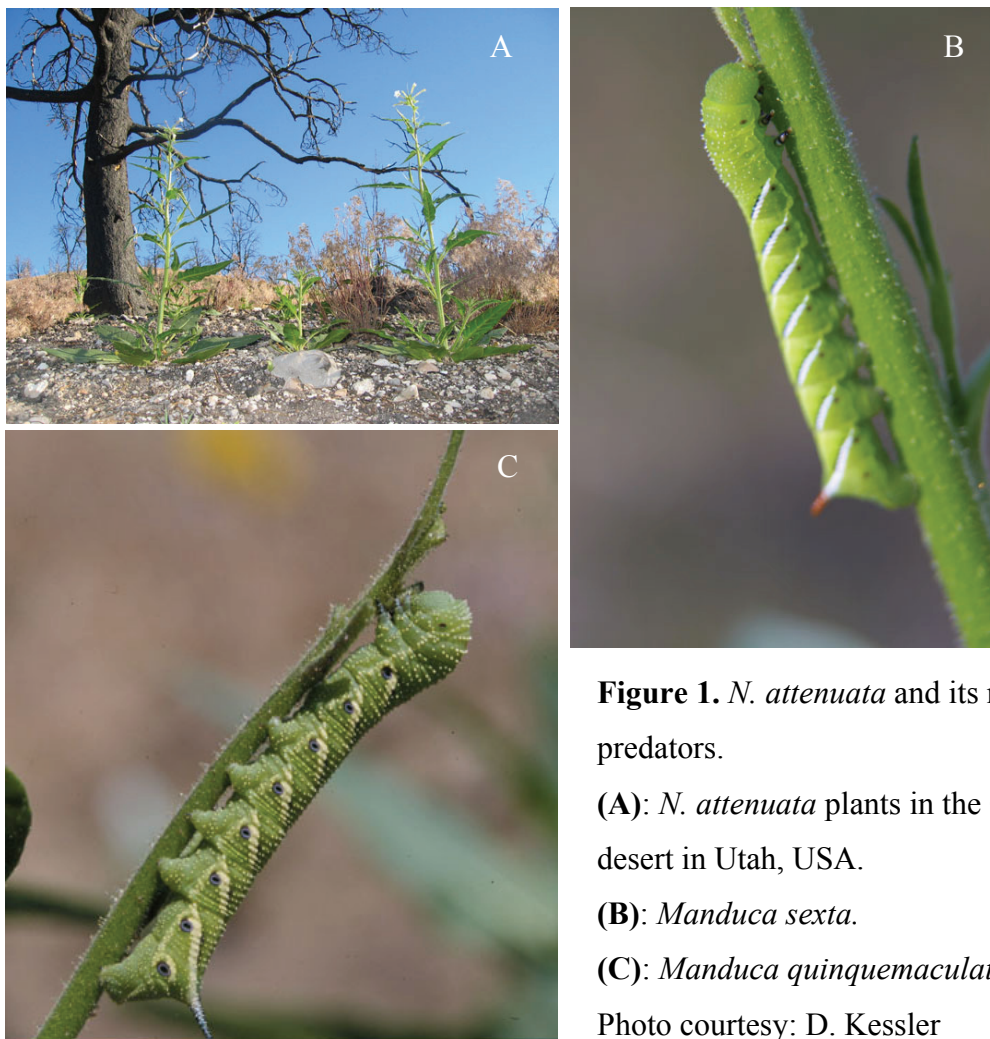 A
B
C
Figure 1. N. attenuata and its
predators.
(A): N. attenuata plants in the
desert in Utah, USA.
(B): Manduca sexta.
(C): Manduca
Photo courtesy: D. Kessler